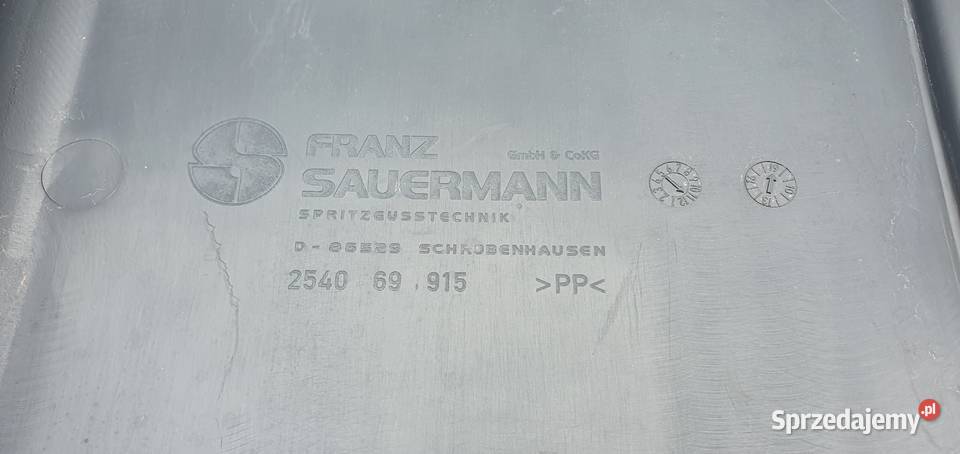 FRANZ GmbH & CoKG
SAUERMANN
SPRITZGUSSTECHNIK
D-86529 SCHROBENHAUSEN
2540 69 915 >PP<
Sprzedajemy.pl